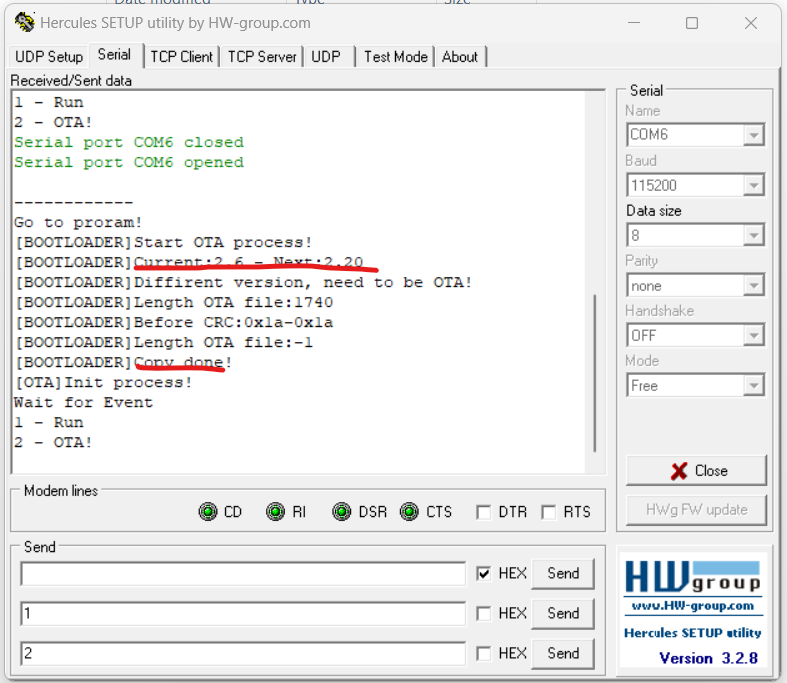 Date modified Type Size
Hercules SETUP utility by HW-group.com
UDP Setup Serial TCP Client TCP Server UDP Test Mode About
Received/Sent data
1 - Run
2 - OTA!
Serial port COM6 closed
Serial port COM6 opened
------------
Go to proram!
[BOOTLOADER]Start OTA process!
[BOOTLOADER]Current:2.6 - Next:2.20
[BOOTLOADER]Diffirent version, need to be OTA!
[BOOTLOADER]Length OTA file:1740
[BOOTLOADER]Before CRC:0x1a-0x1a
[BOOTLOADER]Length OTA file:-1
[BOOTLOADER]Copy done!
[OTA]Init process!
Wait for Event
1 - Run
2 - OTA!
Serial
Name
COM6
Baud
115200
Data size
8
Parity
none
Handshake
OFF
Mode
Free
Close
HWg FW update
Modem lines
CD RI DSR CTS DTR RTS
Send
HEX Send
1 HEX Send
2 HEX Send
HW group
www.HW-group.com
Hercules SETUP utility
Version 3.2.8